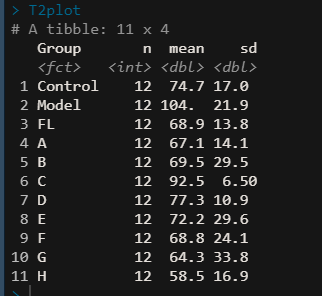 > T2plot
# A tibble: 11 x 4
Group n mean sd
<fct> <int> <dbl> <dbl>
1 Control 12 74.7 17.0
2 Model 12 104. 21.9
3 FL 12 68.9 13.8
4 A 12 67.1 14.1
5 B 12 69.5 29.5
6 C 12 92.5 6.50
7 D 12 77.3 10.9
8 E 12 72.2 29.6
9 F 12 68.8 24.1
10 G 12 64.3 33.8
11 H 12 58.5 16.9
>